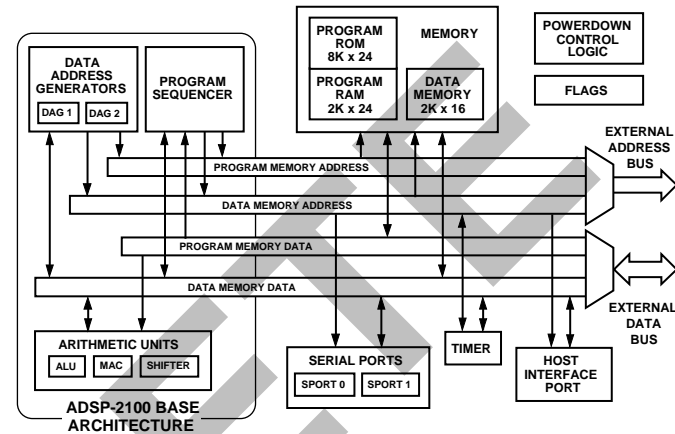 DATA
ADDRESS
GENERATORS
DAG 1
DAG 2
PROGRAM
SEQUENCER
PROGRAM
ROM
8K x 24
MEMORY
PROGRAM
RAM
2K x 24
DATA
MEMORY
2K x 16
POWERDOWN
CONTROL
LOGIC
FLAGS
EXTERNAL
ADDRESS
BUS
PROGRAM MEMORY ADDRESS
DATA MEMORY ADDRESS
PROGRAM MEMORY DATA
DATA MEMORY DATA
EXTERNAL
DATA
BUS
ARITHMETIC UNITS
ALU
MAC
SHIFTER
SERIAL PORTS
SPORT 0
SPORT 1
TIMER
HOST
INTERFACE
PORT
ADSP-2100 BASE
ARCHITECTURE
ETE